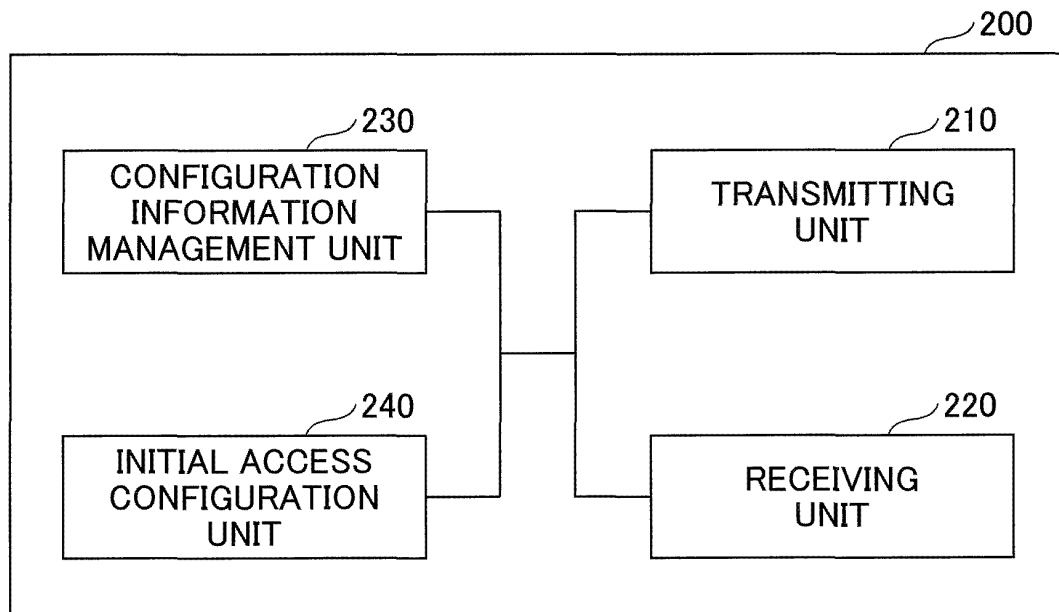 200
230
CONFIGURATION
INFORMATION
MANAGEMENT UNIT
210
TRANSMITTING
UNIT
240
INITIAL ACCESS
CONFIGURATION
UNIT
220
RECEIVING
UNIT